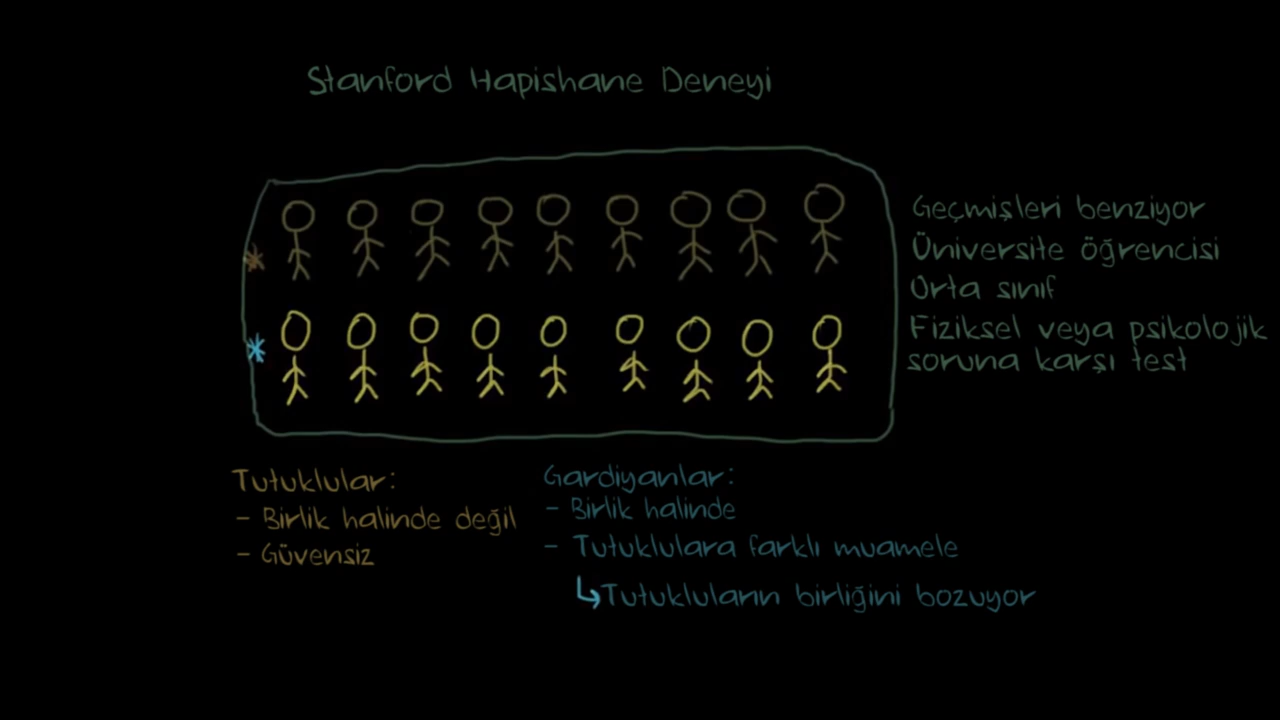 Stanford Hapishane Deneyi
Geçmişleri benziyor
Üniversite öğrencisi
Orta sınıf
Fiziksel veya psikolojik
soruna karşı test
Tutuklular:
- Birlik halinde değil
- Güvensiz
Gardiyanlar:
- Birlik halinde
- Tutuklulara farklı muamele
↳Tutukluların birliğini bozuyor